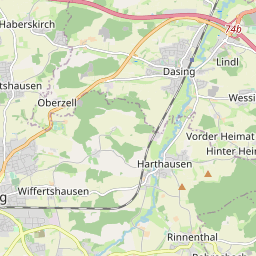 Haberskirch
74b
Lindl
Dasing
tshausen
Oberzell
Wessi
Vorder Heimat
Hinter Hei
Harthausen
Wiffertshausen
g
Rinnenthal